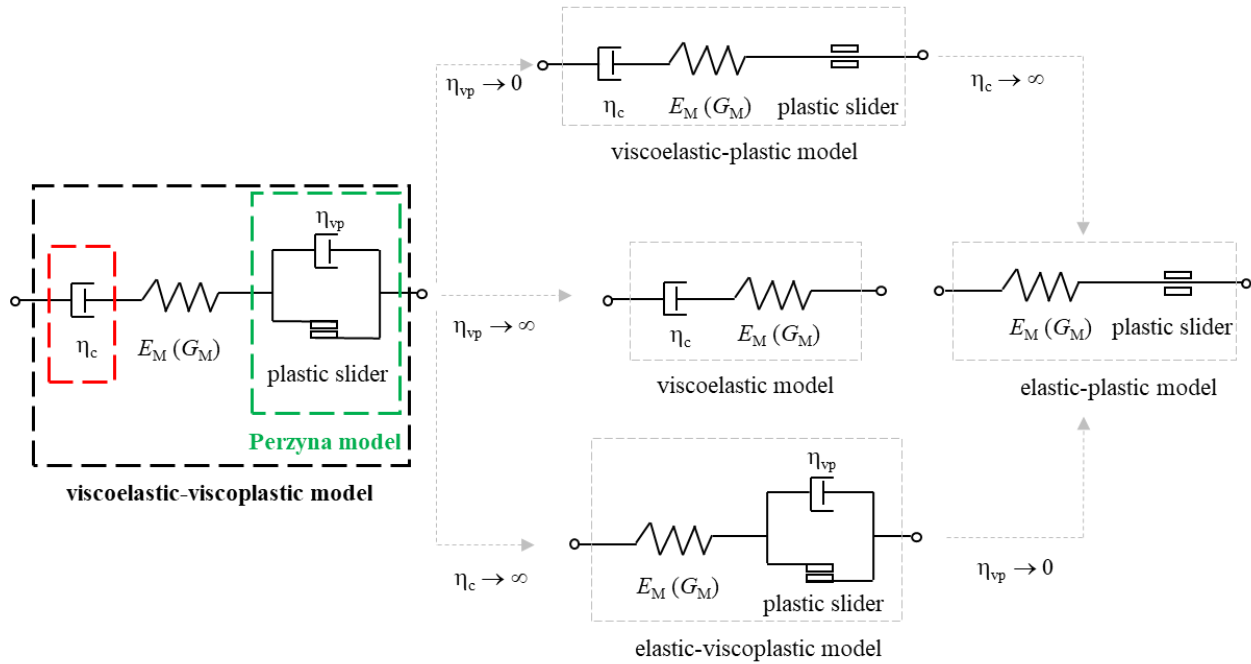 η_c
E_M (G_M)
η_vp
plastic slider
Perzyna model
viscoelastic-viscoplastic model
η_vp → 0
η_c
E_M (G_M)
plastic slider
viscoelastic-plastic model
η_c → ∞
η_vp → ∞
η_c
E_M (G_M)
viscoelastic model
E_M (G_M)
plastic slider
elastic-plastic model
η_c → ∞
η_vp
E_M (G_M)
plastic slider
elastic-viscoplastic model
η_vp → 0